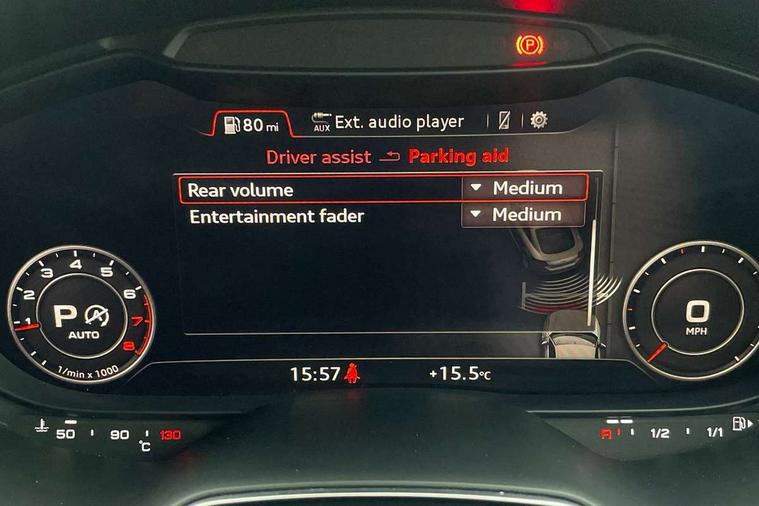 P
80 mi
AUX Ext. audio player
Driver assist Parking aid
Rear volume Medium
Entertainment fader Medium
1 2 3 4 5 6 7 8
P A
AUTO
1/min x 1000
0
MPH
15:57 +15.5°C
50 90 130
°C
R 1/2 1/1